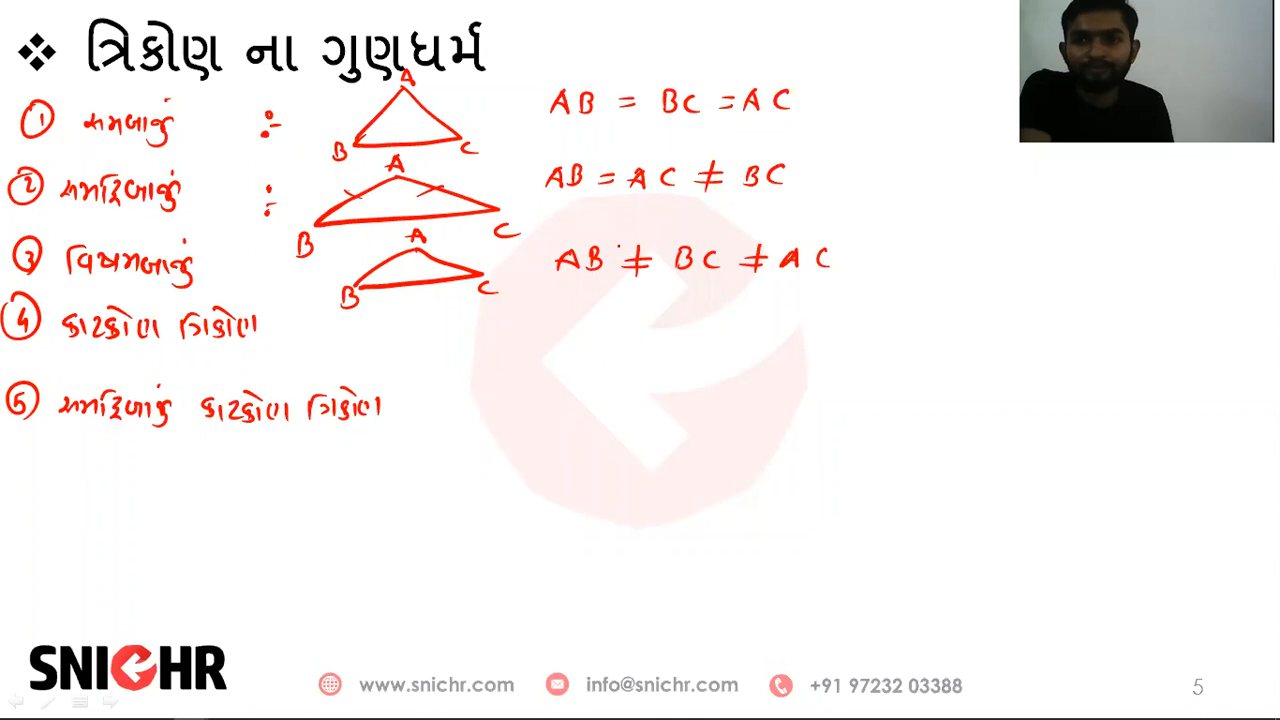 ❖ ત્રિકોણ ના ગુણધર્મ
① સમબાજું :- A B C AB = BC = AC
② સમદ્વિબાજું :- A B C AB = AC ≠ BC
③ વિષમબાજું A B C AB ≠ BC ≠ AC
④ કાટકોણ ત્રિકોણ
⑤ સમદ્વિબાજું કાટકોણ ત્રિકોણ
SNICHR www.snichr.com info@snichr.com +91 97232 03388 5